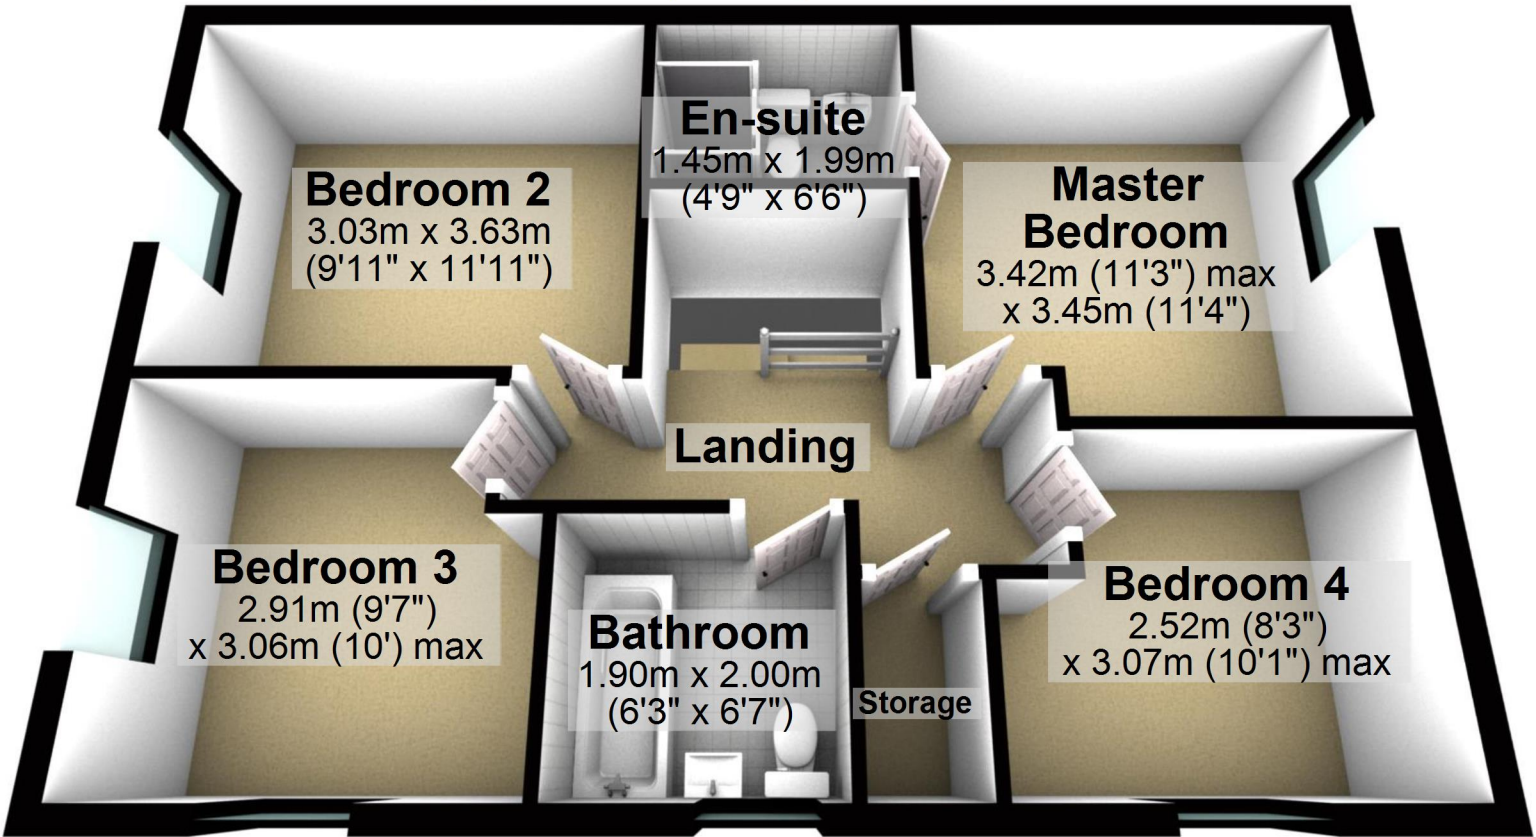 En-suite
1.45m x 1.99m
(4'9" x 6'6")
Bedroom 2
3.03m x 3.63m
(9'11" x 11'11")
Master
Bedroom
3.42m (11'3") max
x 3.45m (11'4")
Landing
Bedroom 3
2.91m (9'7")
x 3.06m (10') max
Bathroom
1.90m x 2.00m
(6'3" x 6'7")
Storage
Bedroom 4
2.52m (8'3")
x 3.07m (10'1") max